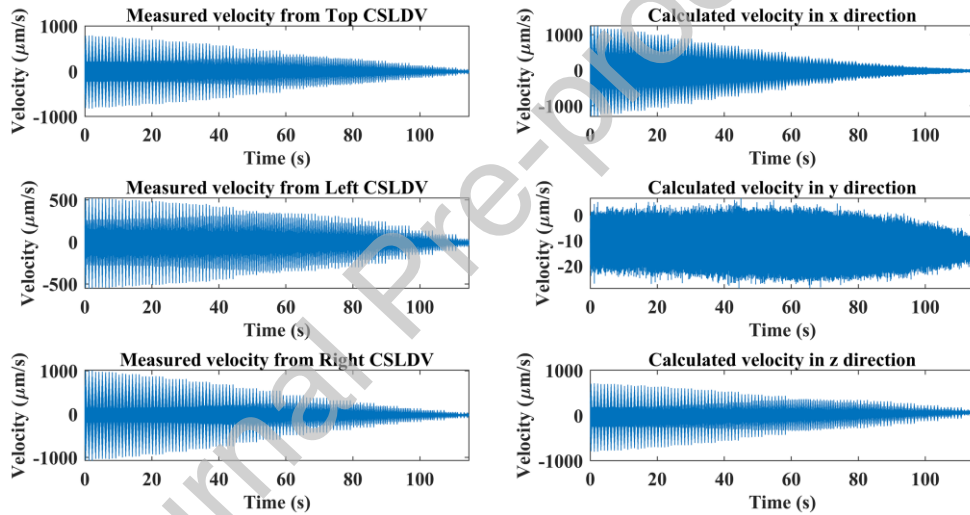 Measured velocity from Top CSLDV
Velocity (μm/s)
1000
0
-1000
0 20 40 60 80 100
Time (s)
Calculated velocity in x direction
Velocity (μm/s)
1000
0
-1000
0 20 40 60 80 100
Time (s)
Measured velocity from Left CSLDV
Velocity (μm/s)
500
0
-500
0 20 40 60 80 100
Time (s)
Calculated velocity in y direction
Velocity (μm/s)
0
-10
-20
0 20 40 60 80 100
Time (s)
Measured velocity from Right CSLDV
Velocity (μm/s)
1000
0
-1000
0 20 40 60 80 100
Time (s)
Calculated velocity in z direction
Velocity (μm/s)
1000
0
-1000
0 20 40 60 80 100
Time (s)